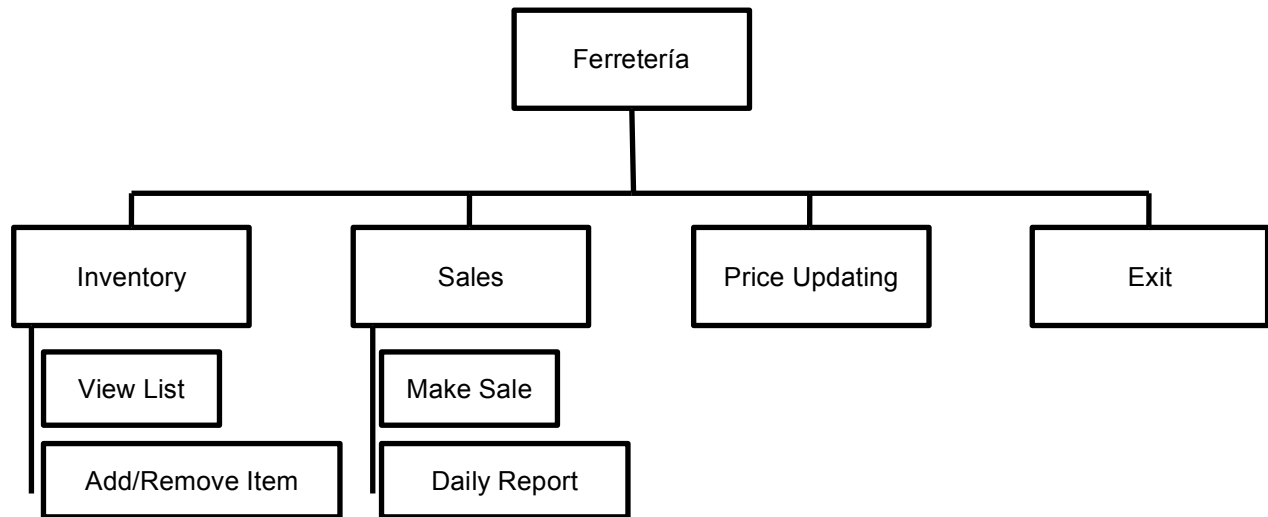 Ferretería
Inventory
Sales
Price Updating
Exit
View List
Make Sale
Add/Remove Item
Daily Report